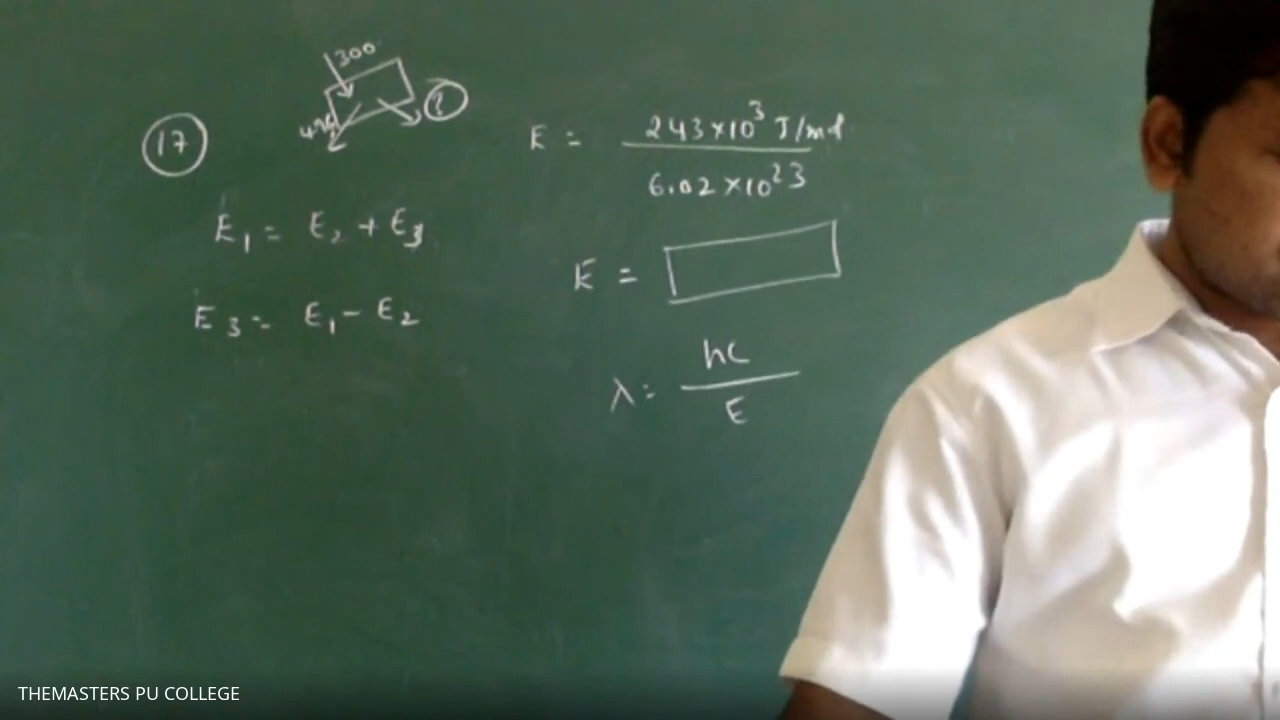 300
17
?
E₁ = E₂ + E₃
E₃ = E₁ - E₂
E = 243×10³ J/mol
6.02×10²³
E =
λ = hc
E
THEMASTERS PU COLLEGE